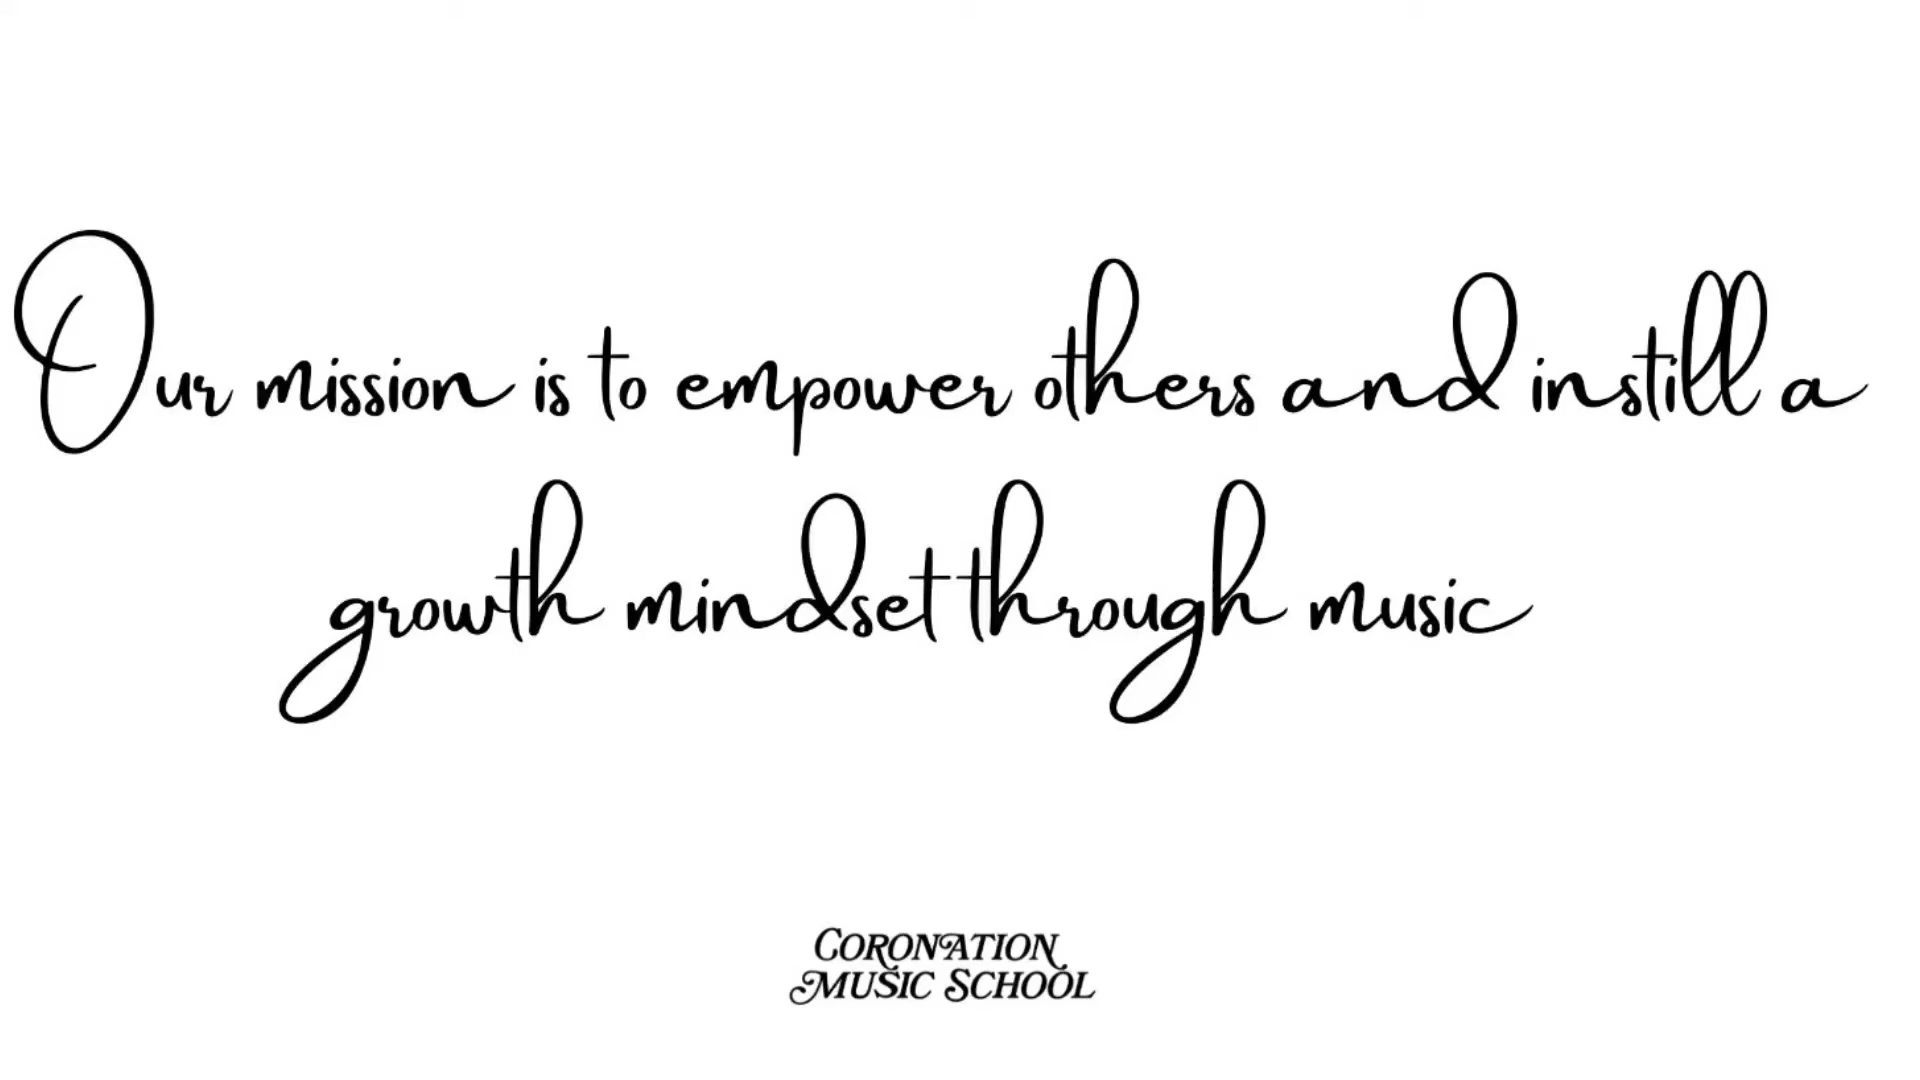 Our mission is to empower others and instill a
growth mindset through music
CORONATION
MUSIC SCHOOL